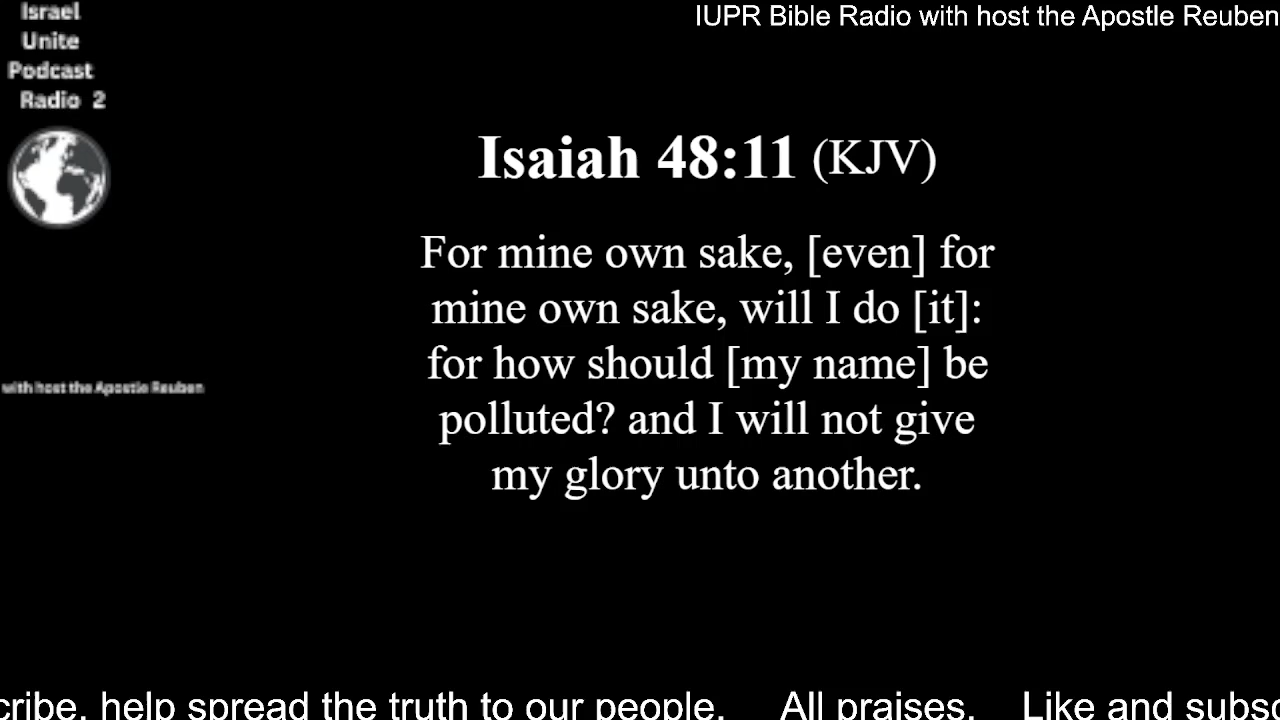 Israel
Unite
Podcast
Radio 2
IUPR Bible Radio with host the Apostle Reuben
Isaiah 48:11 (KJV)
For mine own sake, [even] for
mine own sake, will I do [it]:
for how should [my name] be
polluted? and I will not give
my glory unto another.
with host the Apostle Reuben
cribe, help spread the truth to our people. All praises. Like and subsc